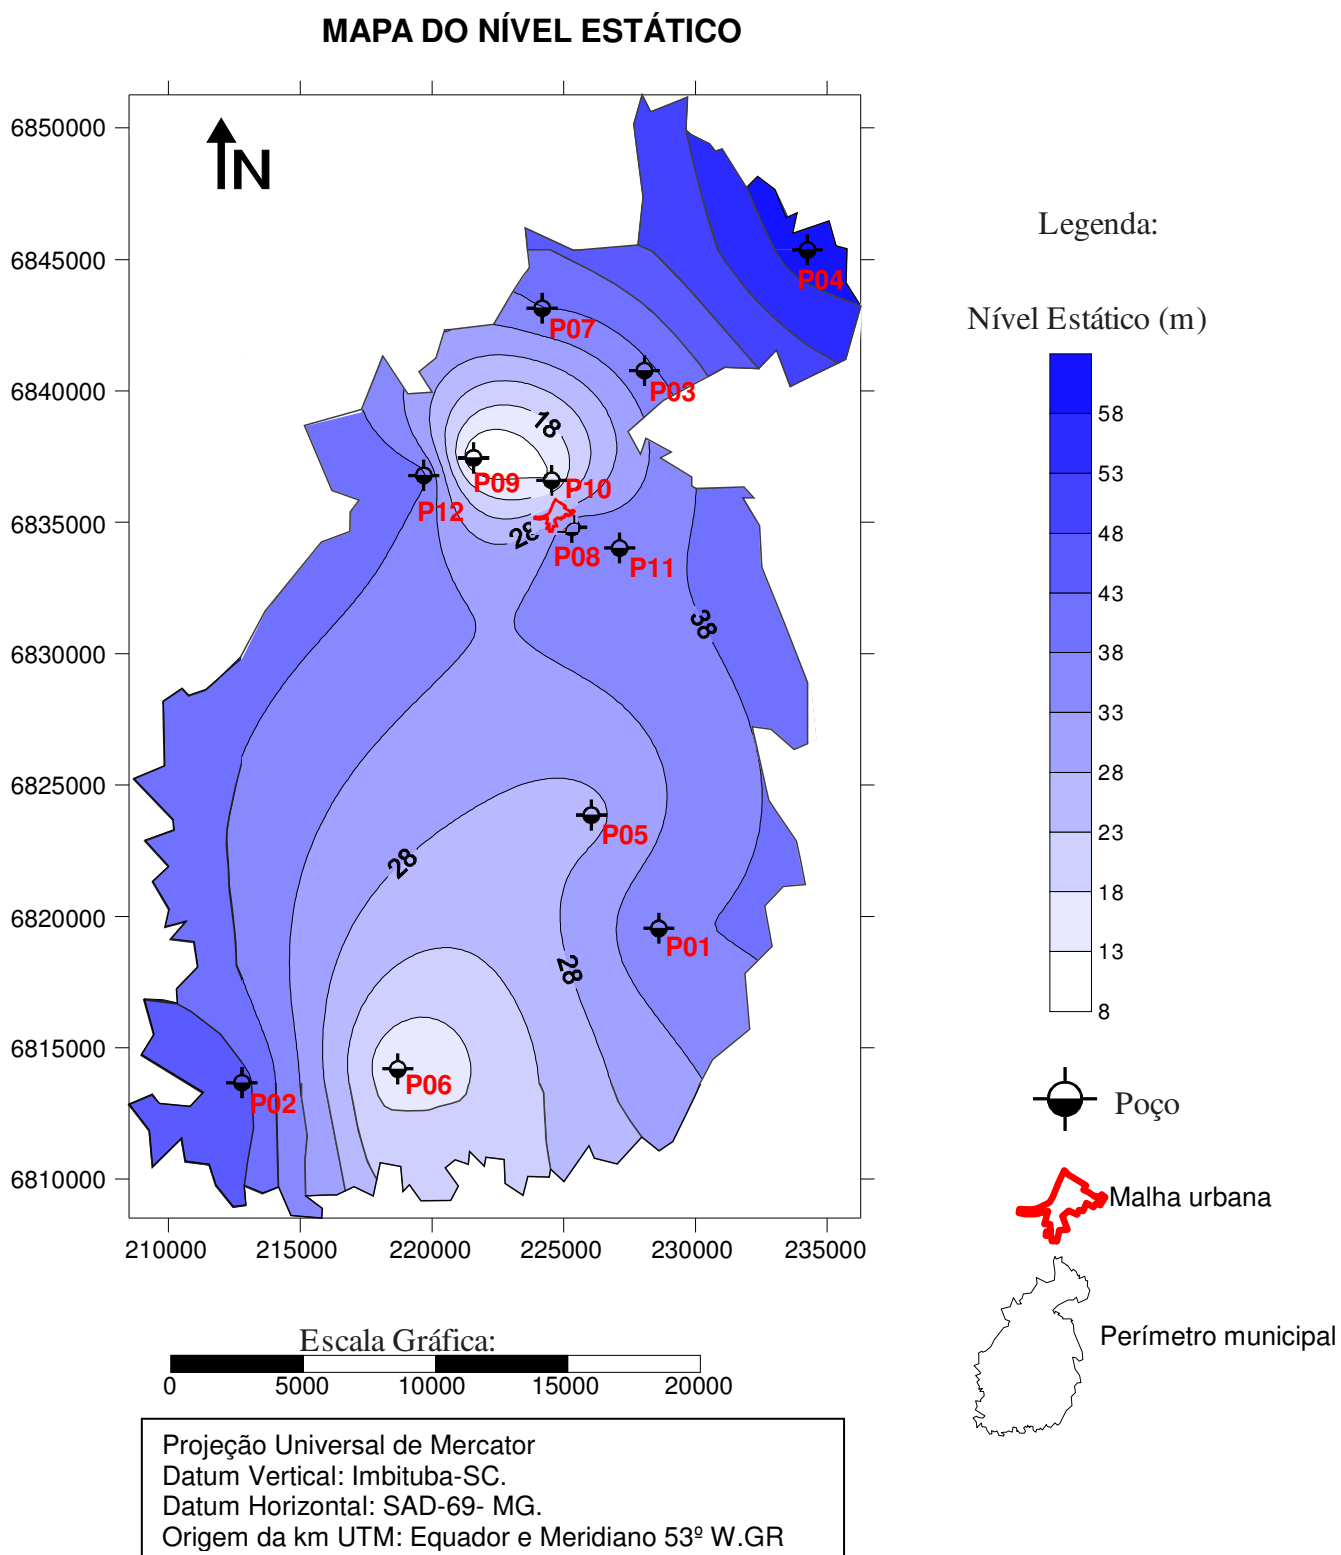 MAPA DO NÍVEL ESTÁTICO
6850000
6845000
6840000
6835000
6830000
6825000
6820000
6815000
6810000
210000
215000
220000
225000
230000
235000
N
P04
P07
P03
18
P09
P10
P12
23
P08
P11
38
P05
28
P01
28
P06
P02
Legenda:
Nível Estático (m)
58
53
48
43
38
33
28
23
18
13
8
Poço
Malha urbana
Perímetro municipal
Escala Gráfica:
0
5000
10000
15000
20000
Projeção Universal de Mercator
Datum Vertical: Imbituba-SC.
Datum Horizontal: SAD-69- MG.
Origem da km UTM: Equador e Meridiano 53º W.GR